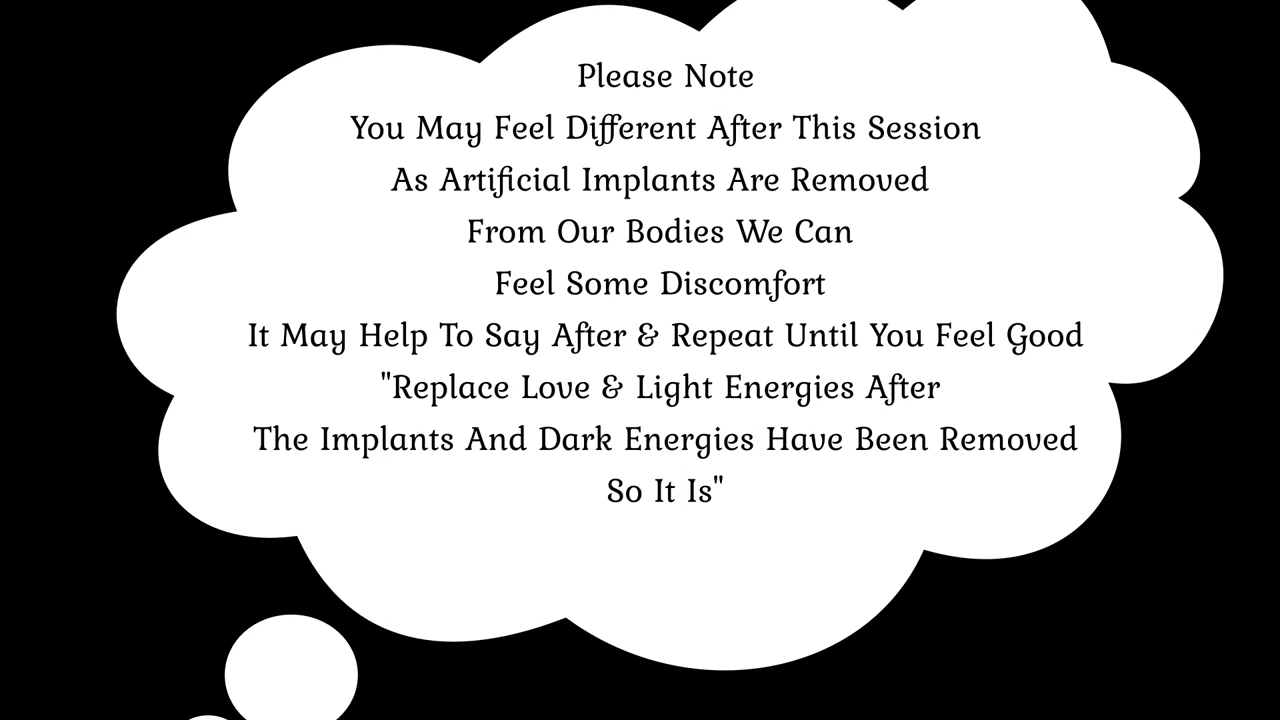 Please Note
You May Feel Different After This Session
As Artificial Implants Are Removed
From Our Bodies We Can
Feel Some Discomfort
It May Help To Say After & Repeat Until You Feel Good
"Replace Love & Light Energies After
The Implants And Dark Energies Have Been Removed
So It Is"